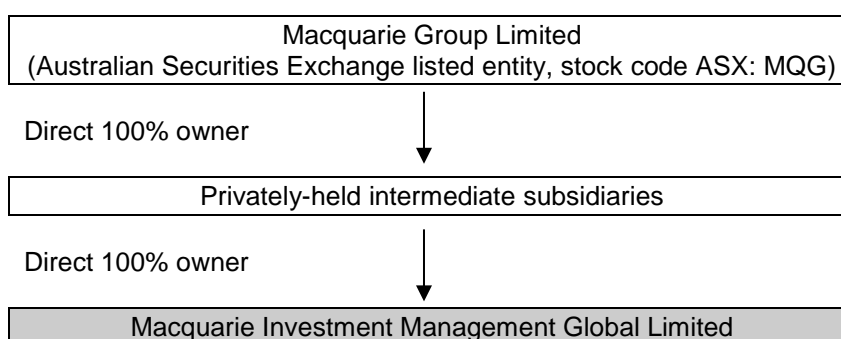 Macquarie Group Limited
(Australian Securities Exchange listed entity, stock code ASX: MQG)
Direct 100% owner
Privately-held intermediate subsidiaries
Direct 100% owner
Macquarie Investment Management Global Limited